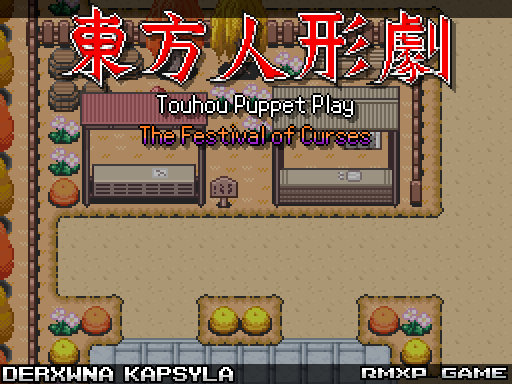 東方人形劇
Touhou Puppet Play
The Festival of Curses
DERXWNA KAPSYLA
RMXP GAME